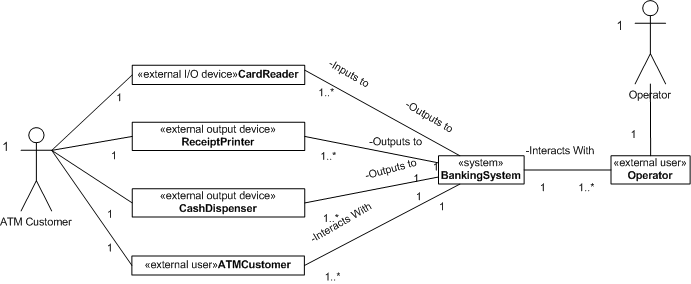 1
Operator
«external I/O device»CardReader
-Inputs to
1
1..*
-Outputs to
«external output device»
ReceiptPrinter
-Outputs to
1
1
1..*
1
-Interacts With
1
«system»
BankingSystem
«external user»
Operator
-Outputs to
1
1
1..*
«external output device»
CashDispenser
1
1..*
1
1
-Interacts With
ATM Customer
1
«external user»ATMCustomer
1..*